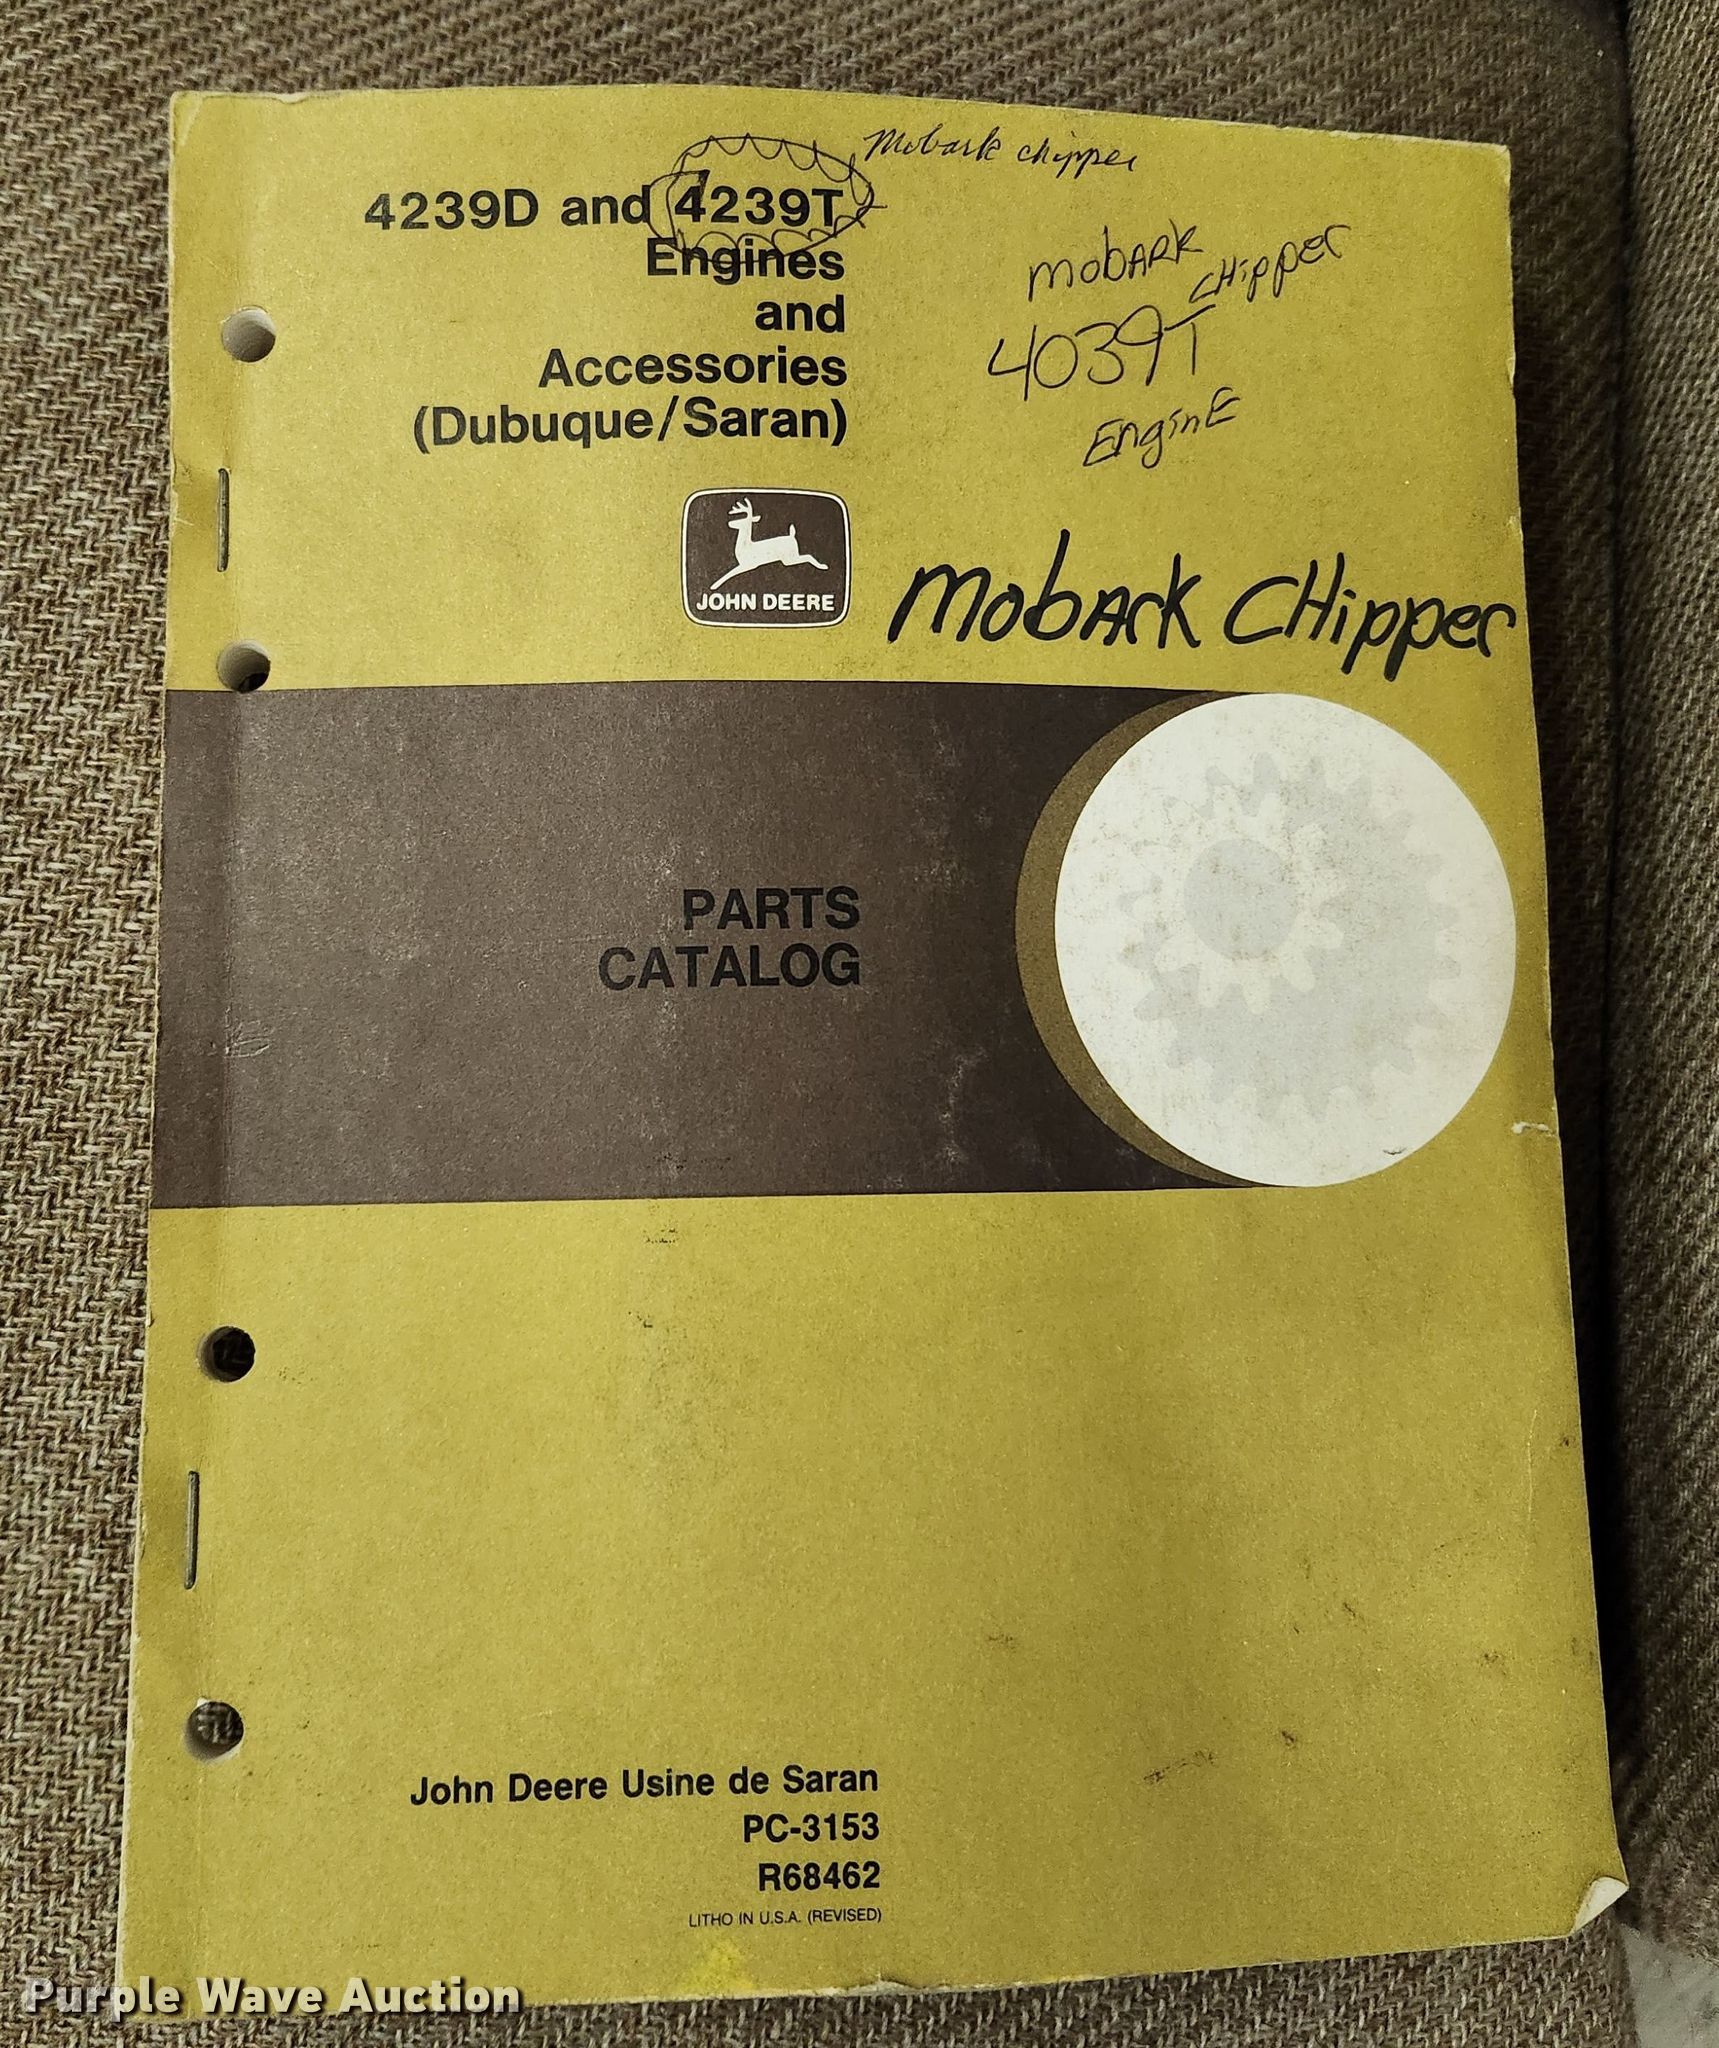 Mobark chipper
4239D and 4239T
Engines
and
Accessories
(Dubuque/Saran)
mobARK
CHipper
4039T
EnginE
JOHN DEERE
MobArk CHipper
PARTS
CATALOG
John Deere Usine de Saran
PC-3153
R68462
LITHO IN U.S.A. (REVISED)
Purple Wave Auction